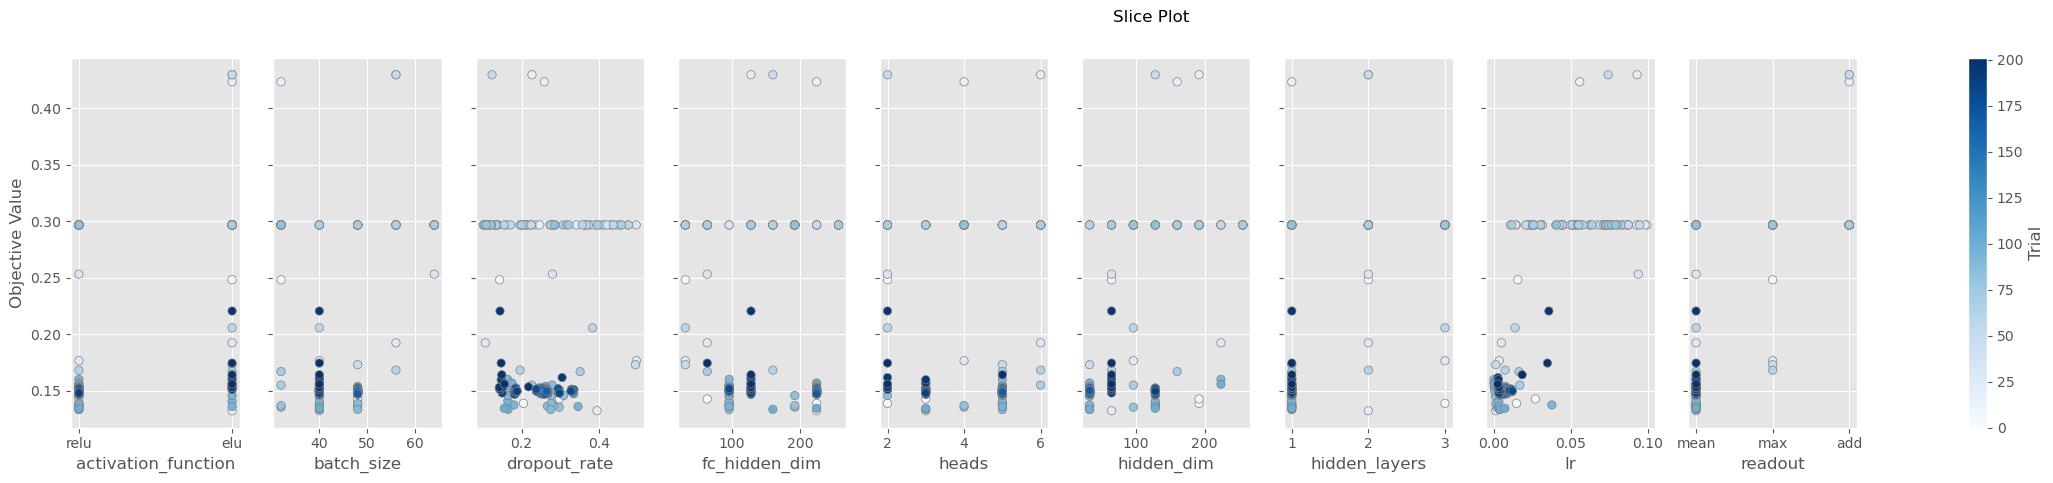 Slice Plot
Objective Value
0.40
0.35
0.30
0.25
0.20
0.15
relu elu
activation_function
40 50 60
batch_size
0.2 0.4
dropout_rate
100 200
fc_hidden_dim
2 4 6
heads
100 200
hidden_dim
1 2 3
hidden_layers
0.00 0.05 0.10
lr
mean max add
readout
200
175
150
125
100
75
50
25
0
Trial